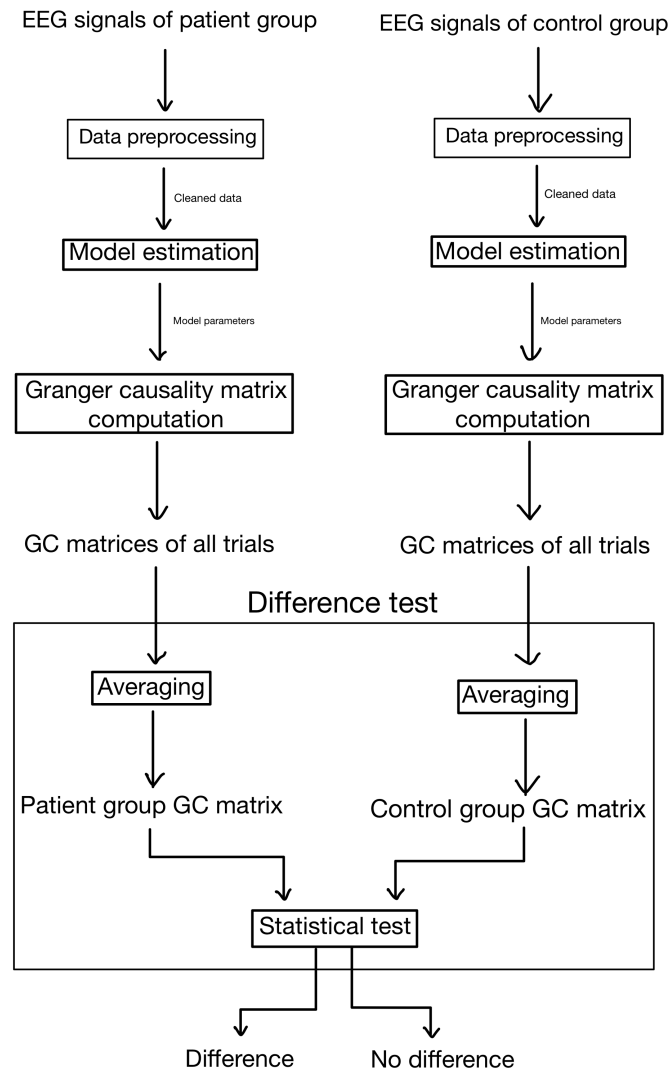 EEG signals of patient group
EEG signals of control group
Data preprocessing
Data preprocessing
Cleaned data
Cleaned data
Model estimation
Model estimation
Model parameters
Model parameters
Granger causality matrix
computation
Granger causality matrix
computation
GC matrices of all trials
GC matrices of all trials
Difference test
Averaging
Averaging
Patient group GC matrix
Control group GC matrix
Statistical test
Difference
No difference